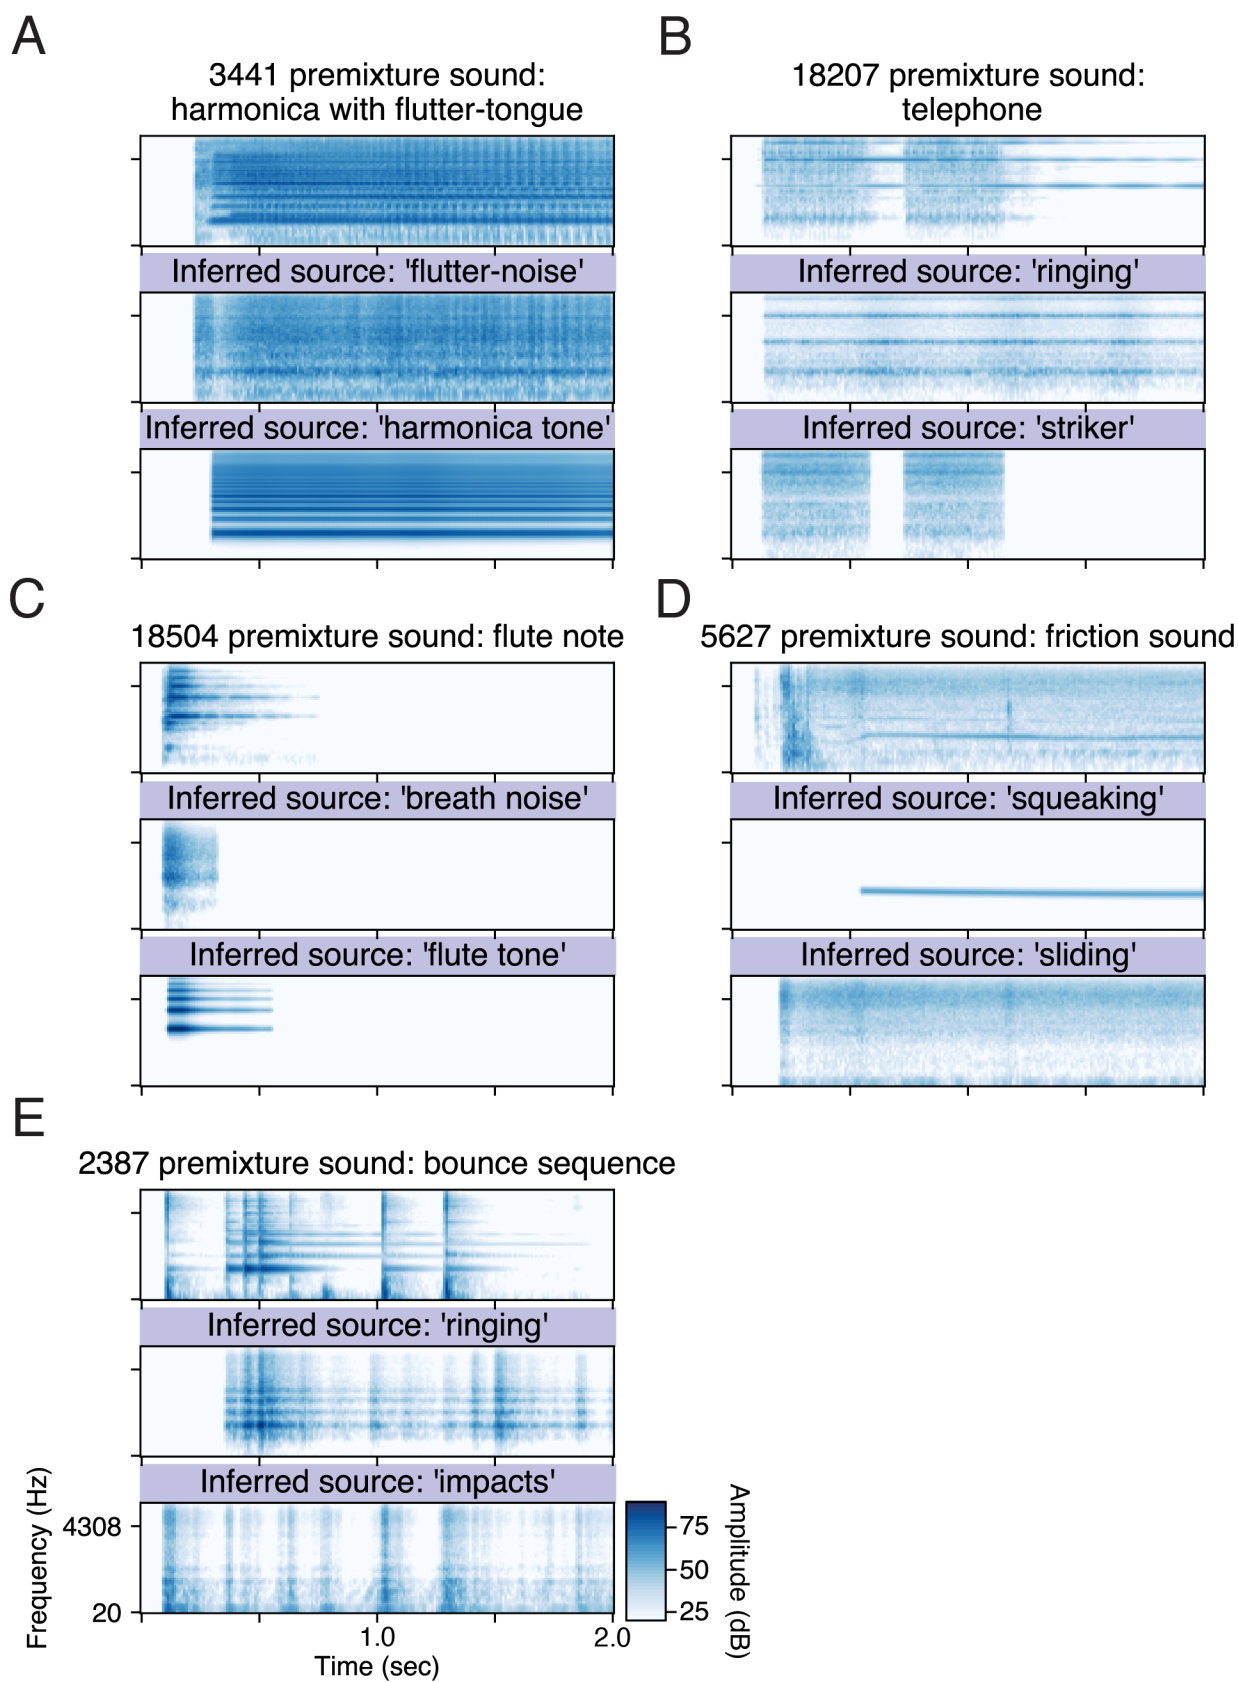 A
3441 premixture sound:
harmonica with flutter-tongue
Inferred source: 'flutter-noise'
Inferred source: 'harmonica tone'
B
18207 premixture sound:
telephone
Inferred source: 'ringing'
Inferred source: 'striker'
C
18504 premixture sound: flute note
Inferred source: 'breath noise'
Inferred source: 'flute tone'
D
5627 premixture sound: friction sound
Inferred source: 'squeaking'
Inferred source: 'sliding'
E
2387 premixture sound: bounce sequence
Inferred source: 'ringing'
Inferred source: 'impacts'
Frequency (Hz)
4308
20
1.0
2.0
Time (sec)
75
50
25
Amplitude (dB)